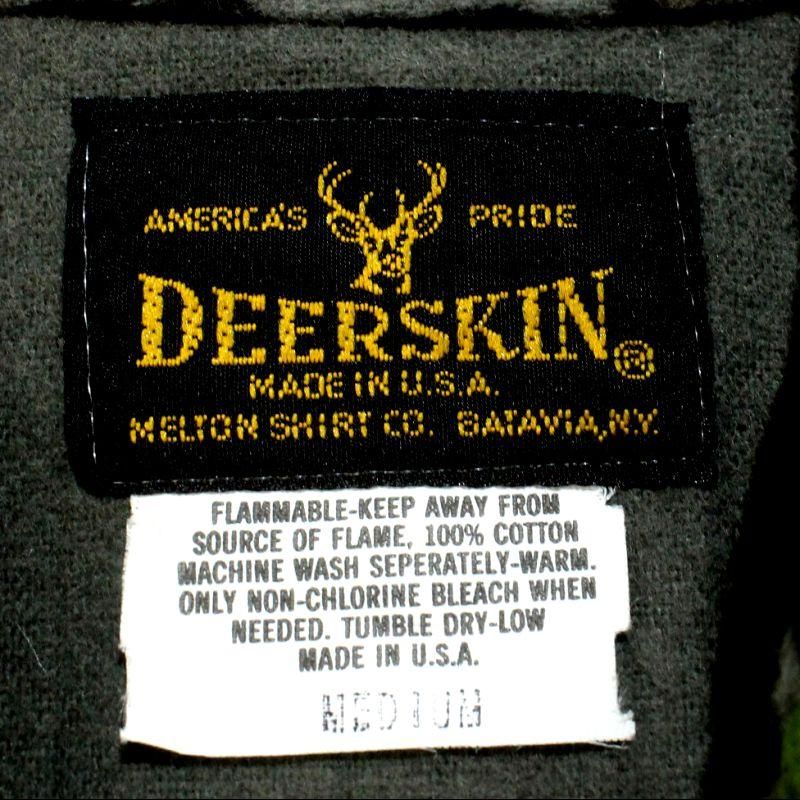 AMERICA'S PRIDE
DEERSKIN®
MADE IN U.S.A.
MELTON SHIRT CO. BATAVIA, N.Y.
FLAMMABLE-KEEP AWAY FROM
SOURCE OF FLAME, 100% COTTON
MACHINE WASH SEPERATELY-WARM.
ONLY NON-CHLORINE BLEACH WHEN
NEEDED. TUMBLE DRY-LOW
MADE IN U.S.A.
MEDIUM